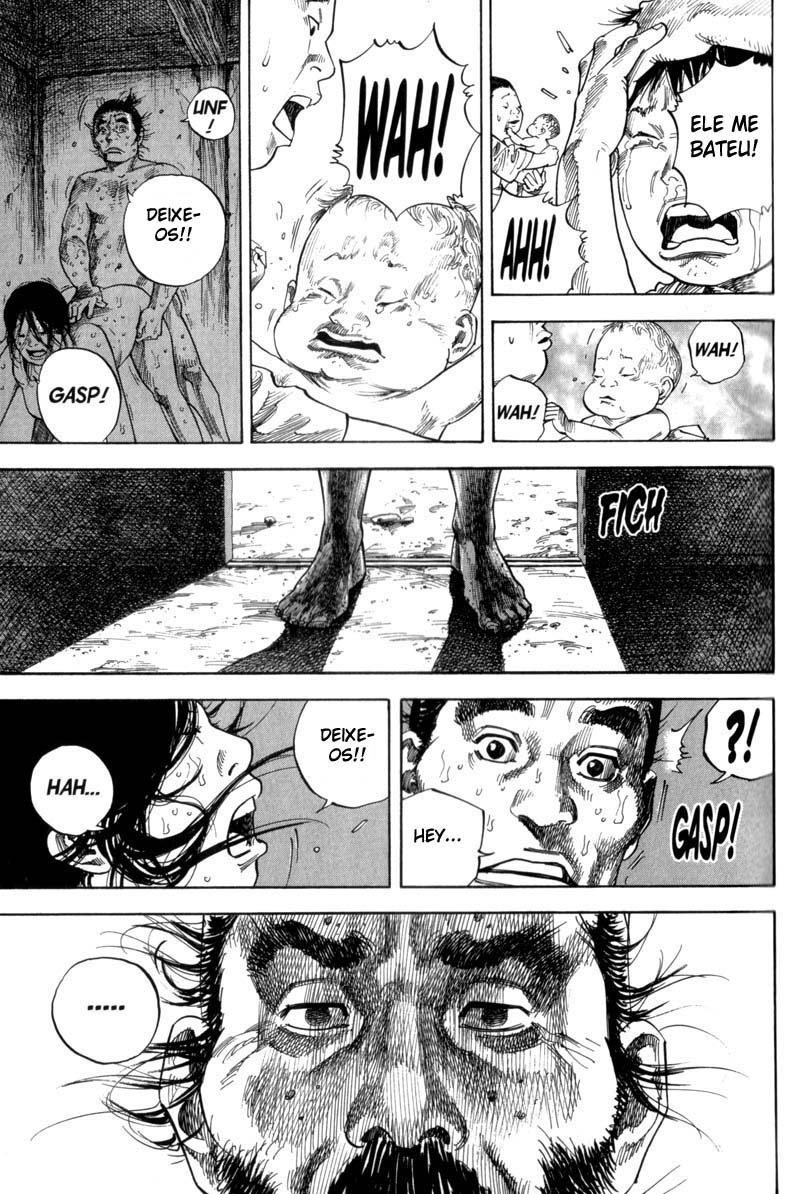 ELE ME
BATEU!
AHH!
WAH!
WAH!
WAH!
UNF
!
DEIXE-
OS!!
GASP!
FICH
?!
GASP!
HEY...
DEIXE-
OS!!
HAH...
.....